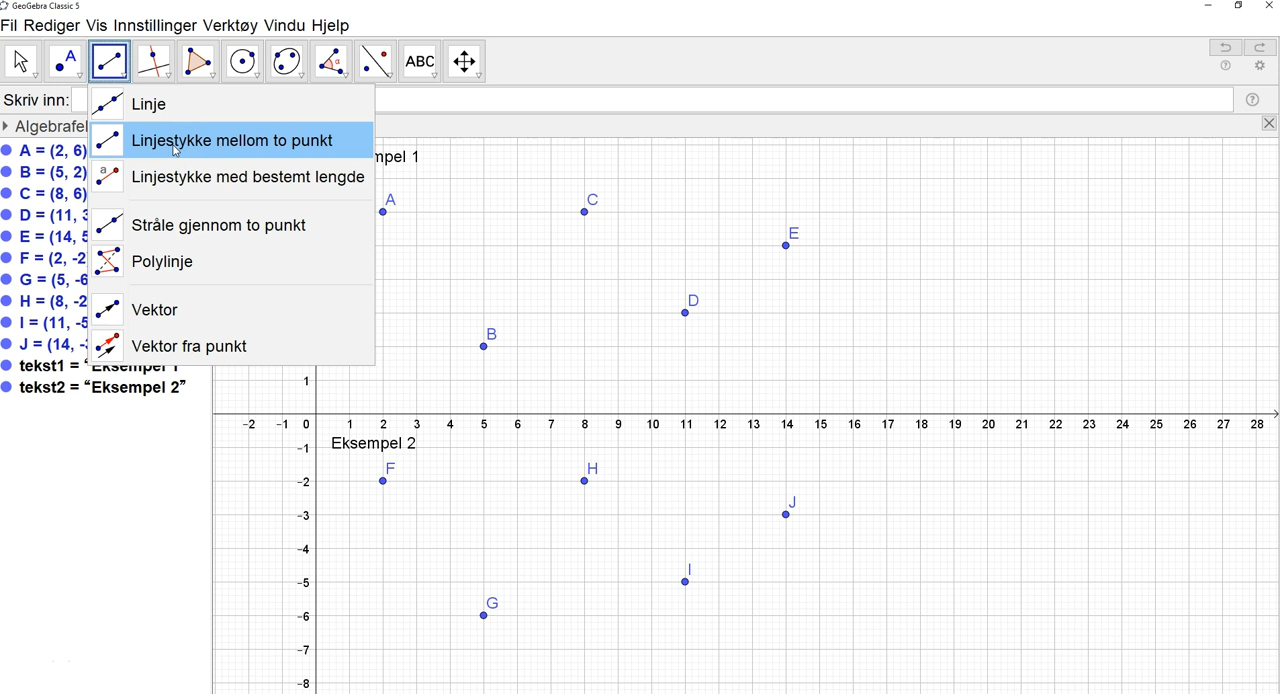 GeoGebra Classic 5
Fil Rediger Vis Innstillinger Verktøy Vindu Hjelp
A
α
ABC
Skriv inn:
Algebrafel
Linje
Linjestykke mellom to punkt
a
Linjestykke med bestemt lengde
Stråle gjennom to punkt
Polylinje
Vektor
Vektor fra punkt
A = (2, 6)
B = (5, 2)
C = (8, 6)
D = (11, 3
E = (14, 5
F = (2, -2
G = (5, -6
H = (8, -2
I = (11, -5
J = (14, -3
tekst1 = “Eksempel 1”
tekst2 = “Eksempel 2”
mpel 1
A
C
E
D
B
1
-2 -1 0 1 2 3 4 5 6 7 8 9 10 11 12 13 14 15 16 17 18 19 20 21 22 23 24 25 26 27 28
-1
Eksempel 2
F
H
-2
J
-3
-4
I
-5
G
-6
-7
-8